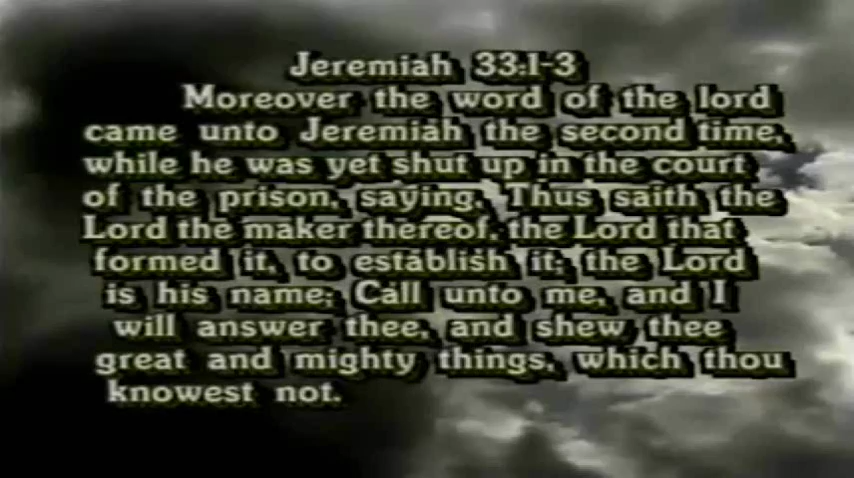 Jeremiah 33:1-3
Moreover the word of the lord
came unto Jeremiah the second time,
while he was yet shut up in the court
of the prison, saying, Thus saith the
Lord the maker thereof, the Lord that
formed it, to establish it; the Lord
is his name; Call unto me, and I
will answer thee, and shew thee
great and mighty things, which thou
knowest not.